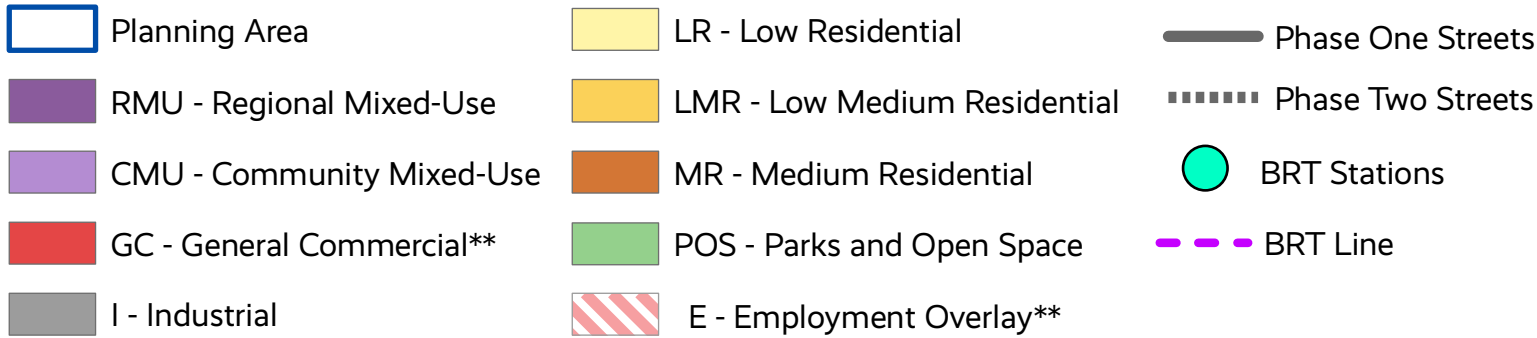 Planning Area
RMU - Regional Mixed-Use
CMU - Community Mixed-Use
GC - General Commercial**
I - Industrial
LR - Low Residential
LMR - Low Medium Residential
MR - Medium Residential
POS - Parks and Open Space
E - Employment Overlay**
Phase One Streets
Phase Two Streets
BRT Stations
BRT Line